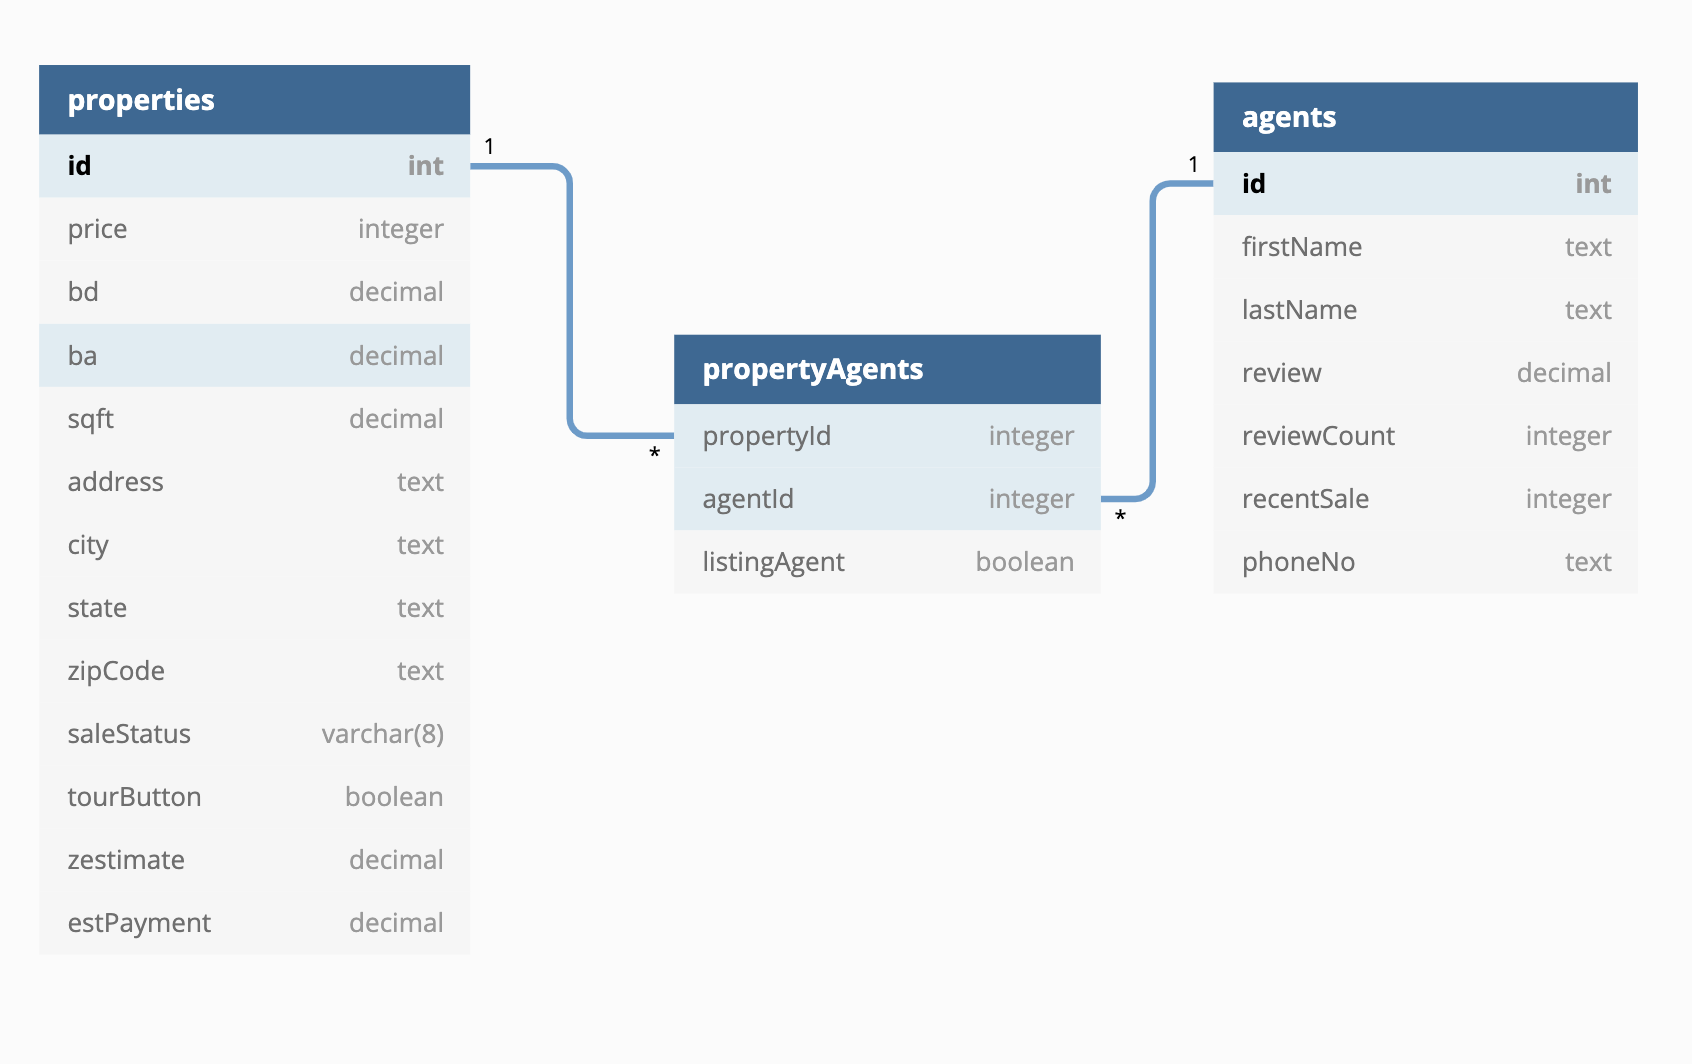 properties
1
id int
price integer
bd decimal
ba decimal
sqft decimal
address text
city text
state text
zipCode text
saleStatus varchar(8)
tourButton boolean
zestimate decimal
estPayment decimal
propertyAgents
propertyId integer
*
agentId integer
*
listingAgent boolean
agents
1
id int
firstName text
lastName text
review decimal
reviewCount integer
recentSale integer
phoneNo text